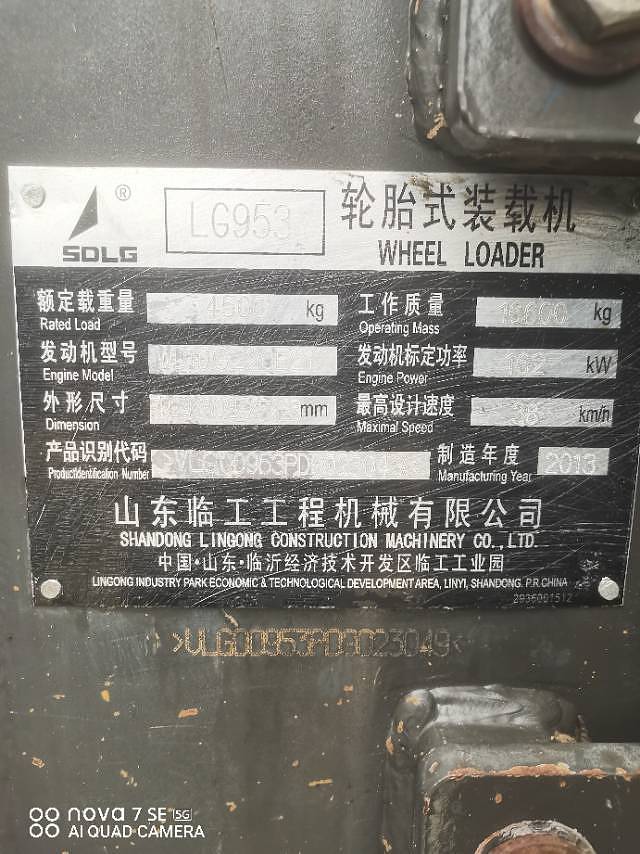 SDLG ® LG953 轮胎式装载机
WHEEL LOADER
额定载重量 kg 工作质量 kg
Rated Load Operating Mass
发动机型号 发动机标定功率 162 kW
Engine Model Engine Power
外形尺寸 mm 最高设计速度 km/h
Dimension Maximal Speed
产品识别代码 制造年度 2013
Productidentification Number Manufacturing Year
山东临工工程机械有限公司
SHANDONG LINGONG CONSTRUCTION MACHINERY CO., LTD.
中国·山东·临沂经济技术开发区临工工业园
LINGONG INDUSTRY PARK ECONOMIC & TECHNOLOGICAL DEVELOPMENT AREA, LINYI, SHANDONG. P.R.CHINA
nova 7 SE 5G
AI QUAD CAMERA